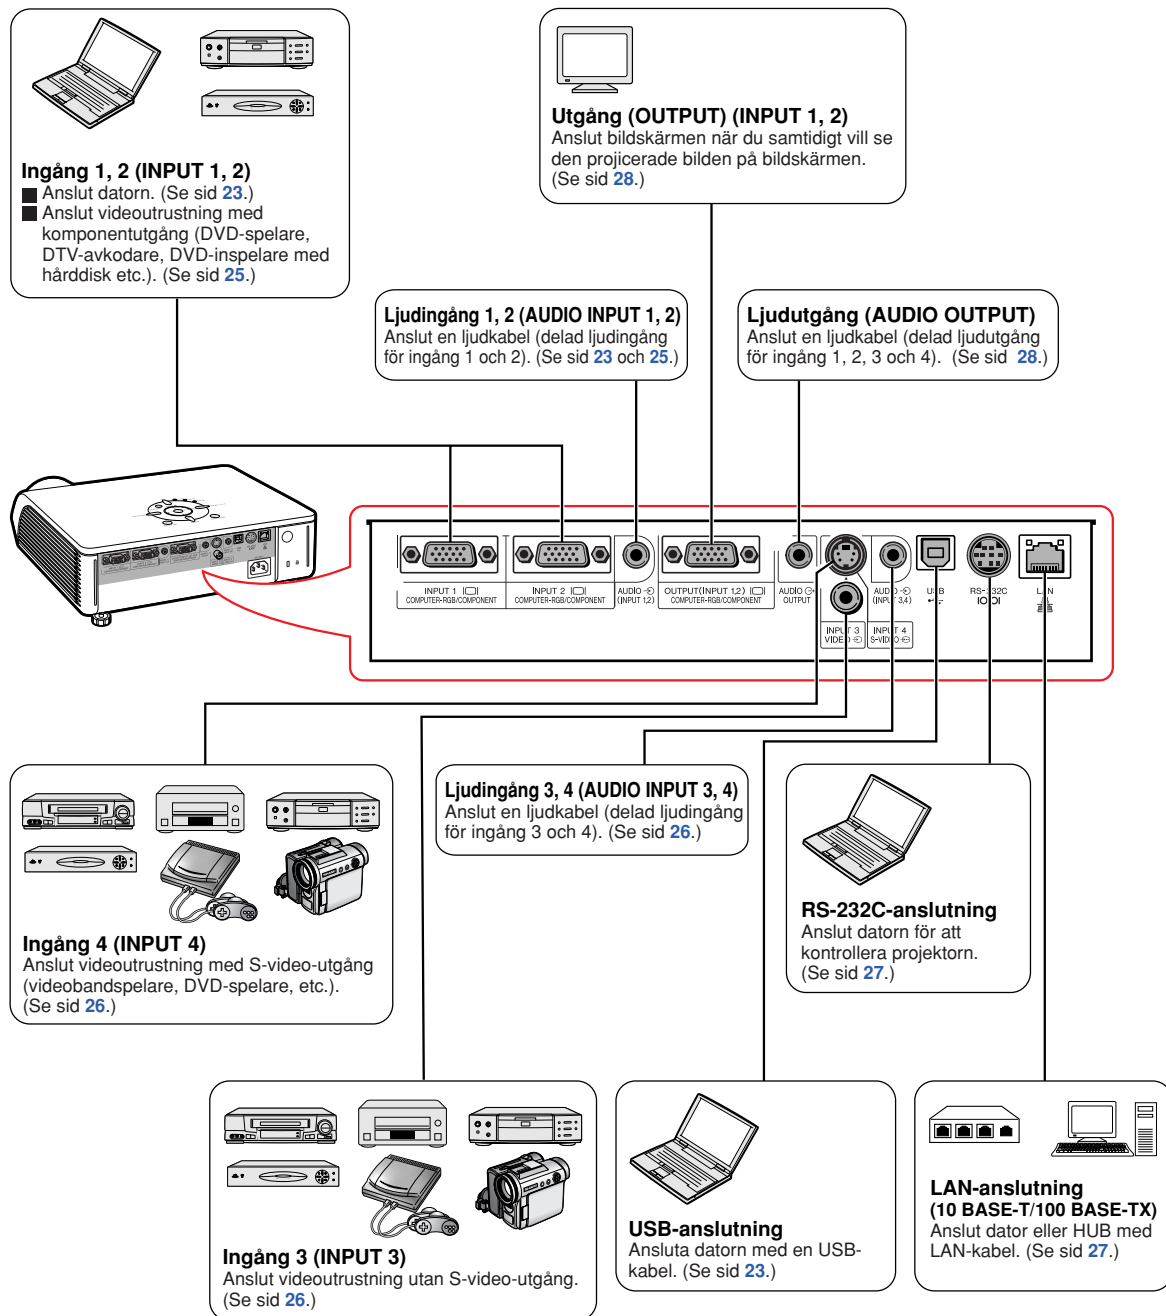 Ingång 1, 2 (INPUT 1, 2)
■ Anslut datorn. (Se sid 23.)
■ Anslut videoutrustning med
komponentutgång (DVD-spelare,
DTV-avkodare, DVD-inspelare med
hårddisk etc.). (Se sid 25.)
Utgång (OUTPUT) (INPUT 1, 2)
Anslut bildskärmen när du samtidigt vill se
den projicerade bilden på bildskärmen.
(Se sid 28.)
Ljudingång 1, 2 (AUDIO INPUT 1, 2)
Anslut en ljudkabel (delad ljudingång
för ingång 1 och 2). (Se sid 23 och 25.)
Ljudutgång (AUDIO OUTPUT)
Anslut en ljudkabel (delad ljudutgång
för ingång 1, 2, 3 och 4). (Se sid 28.)
INPUT 1
COMPUTER-RGB/COMPONENT
INPUT 2
COMPUTER-RGB/COMPONENT
AUDIO
(INPUT 1,2)
OUTPUT(INPUT 1,2)
COMPUTER-RGB/COMPONENT
AUDIO
OUTPUT
INPUT 3
VIDEO
AUDIO
(INPUT 3,4)
INPUT 4
S-VIDEO
USB
RS-232C
LAN
Ingång 4 (INPUT 4)
Anslut videoutrustning med S-video-utgång
(videobandspelare, DVD-spelare, etc.).
(Se sid 26.)
Ljudingång 3, 4 (AUDIO INPUT 3, 4)
Anslut en ljudkabel (delad ljudingång
för ingång 3 och 4). (Se sid 26.)
RS-232C-anslutning
Anslut datorn för att
kontrollera projektorn.
(Se sid 27.)
Ingång 3 (INPUT 3)
Anslut videoutrustning utan S-video-utgång.
(Se sid 26.)
USB-anslutning
Ansluta datorn med en USB-
kabel. (Se sid 23.)
LAN-anslutning
(10 BASE-T/100 BASE-TX)
Anslut dator eller HUB med
LAN-kabel. (Se sid 27.)